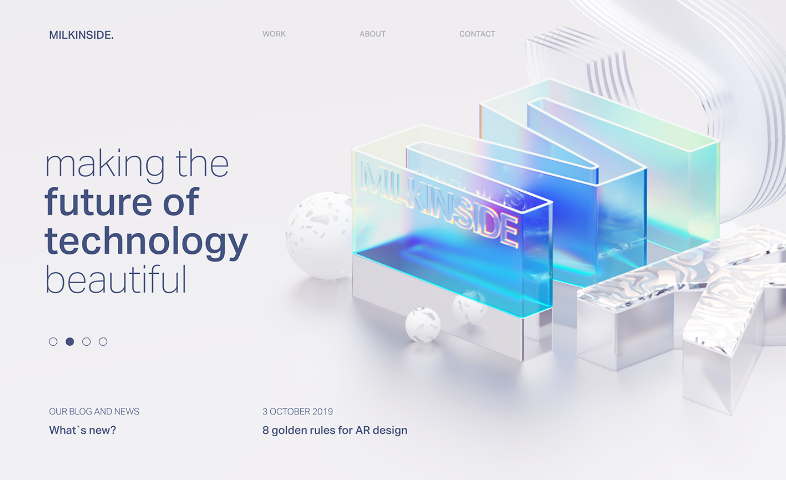 MILKINSIDE.
WORK
ABOUT
CONTACT
making the
future of
technology
beautiful
MILKINSIDE
OUR BLOG AND NEWS
What`s new?
3 OCTOBER 2019
8 golden rules for AR design